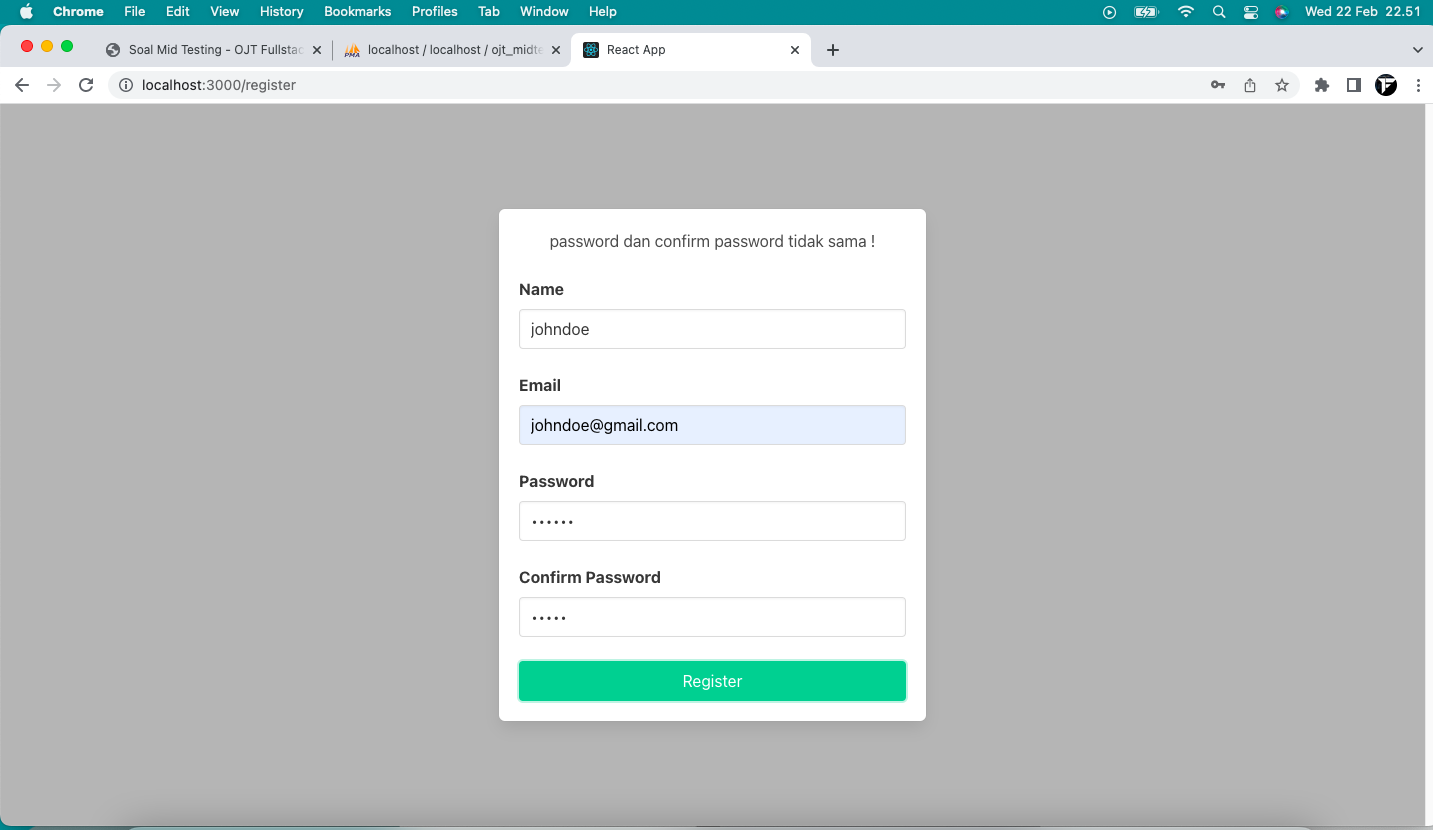 Chrome File Edit View History Bookmarks Profiles Tab Window Help Wed 22 Feb 22.51
Soal Mid Testing - OJT Fullstac localhost / localhost / ojt_midte React App
localhost:3000/register
password dan confirm password tidak sama !
Name
johndoe
Email
johndoe@gmail.com
Password
••••••
Confirm Password
•••••
Register